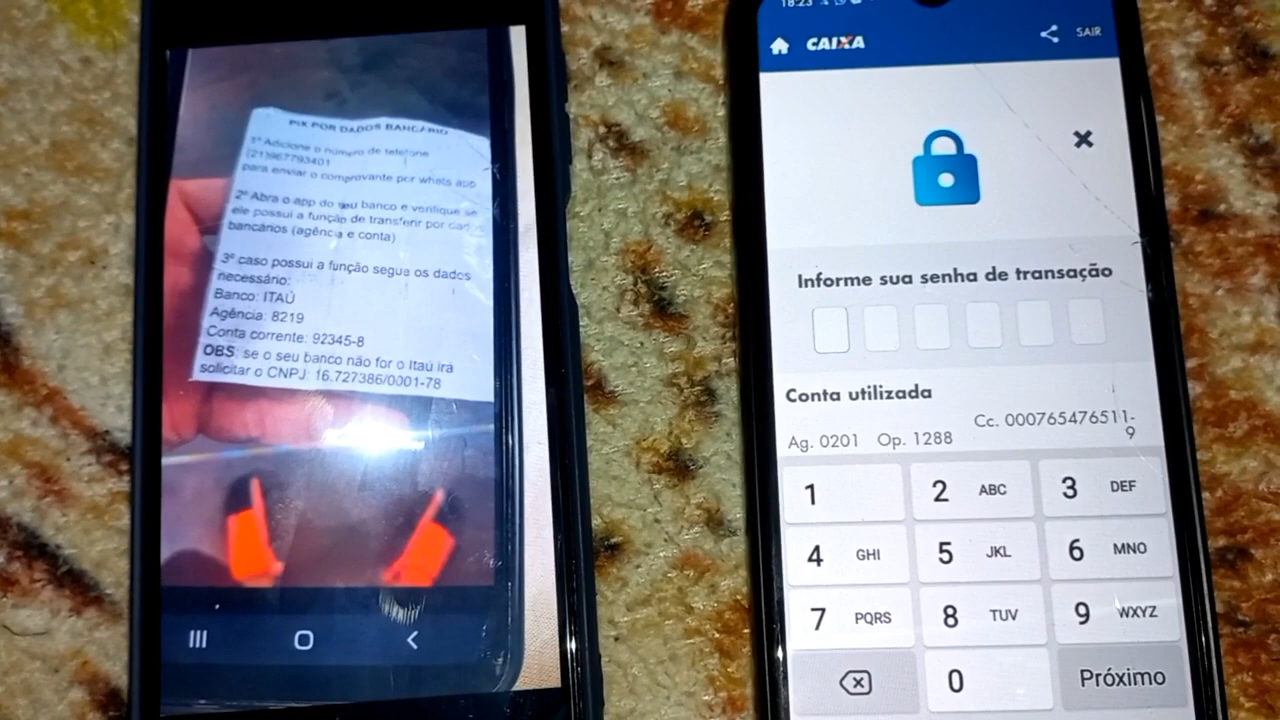 PIX POR DADOS BANCÁRIO
1º Adicione o número de telefone
(21)967793401
para enviar o comprovante por whats app
2º Abra o app do seu banco e verifique se
ele possui a função de transferir por dados
bancários (agência e conta)
3º caso possui a função segue os dados
necessário:
Banco: ITAÚ
Agência: 8219
Conta corrente: 92345-8
OBS: se o seu banco não for o Itaú irá
solicitar o CNPJ: 16.727386/0001-78
18:23
CAIXA
SAIR
Informe sua senha de transação
Conta utilizada
Ag. 0201 Op. 1288 Cc. 000765476511-
9
1
2 ABC
3 DEF
4 GHI
5 JKL
6 MNO
7 PQRS
8 TUV
9 WXYZ
0
Próximo